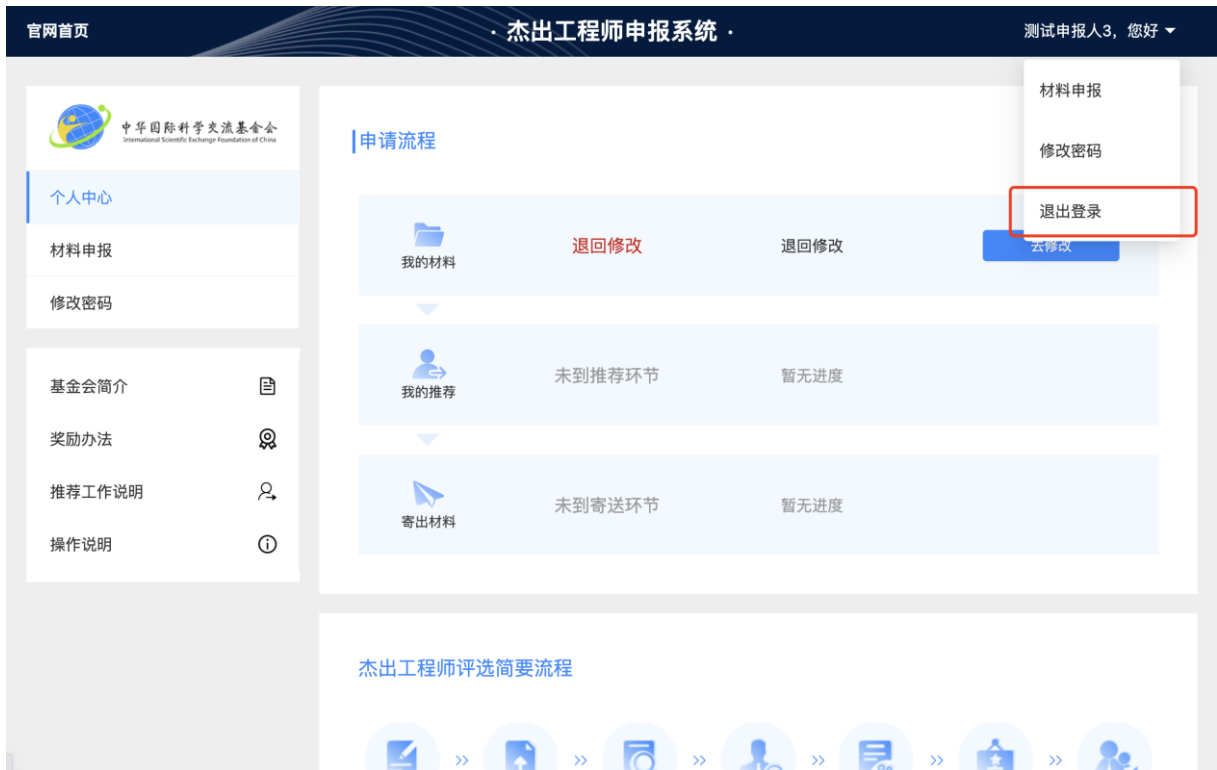 官网首页
· 杰出工程师申报系统 ·
测试申报人3，您好
材料申报
修改密码
退出登录
中华国际科学交流基金会
International Scientific Exchange Foundation of China
个人中心
材料申报
修改密码
基金会简介
奖励办法
推荐工作说明
操作说明
申请流程
我的材料
退回修改
退回修改
去修改
我的推荐
未到推荐环节
暂无进度
寄出材料
未到寄送环节
暂无进度
杰出工程师评选简要流程